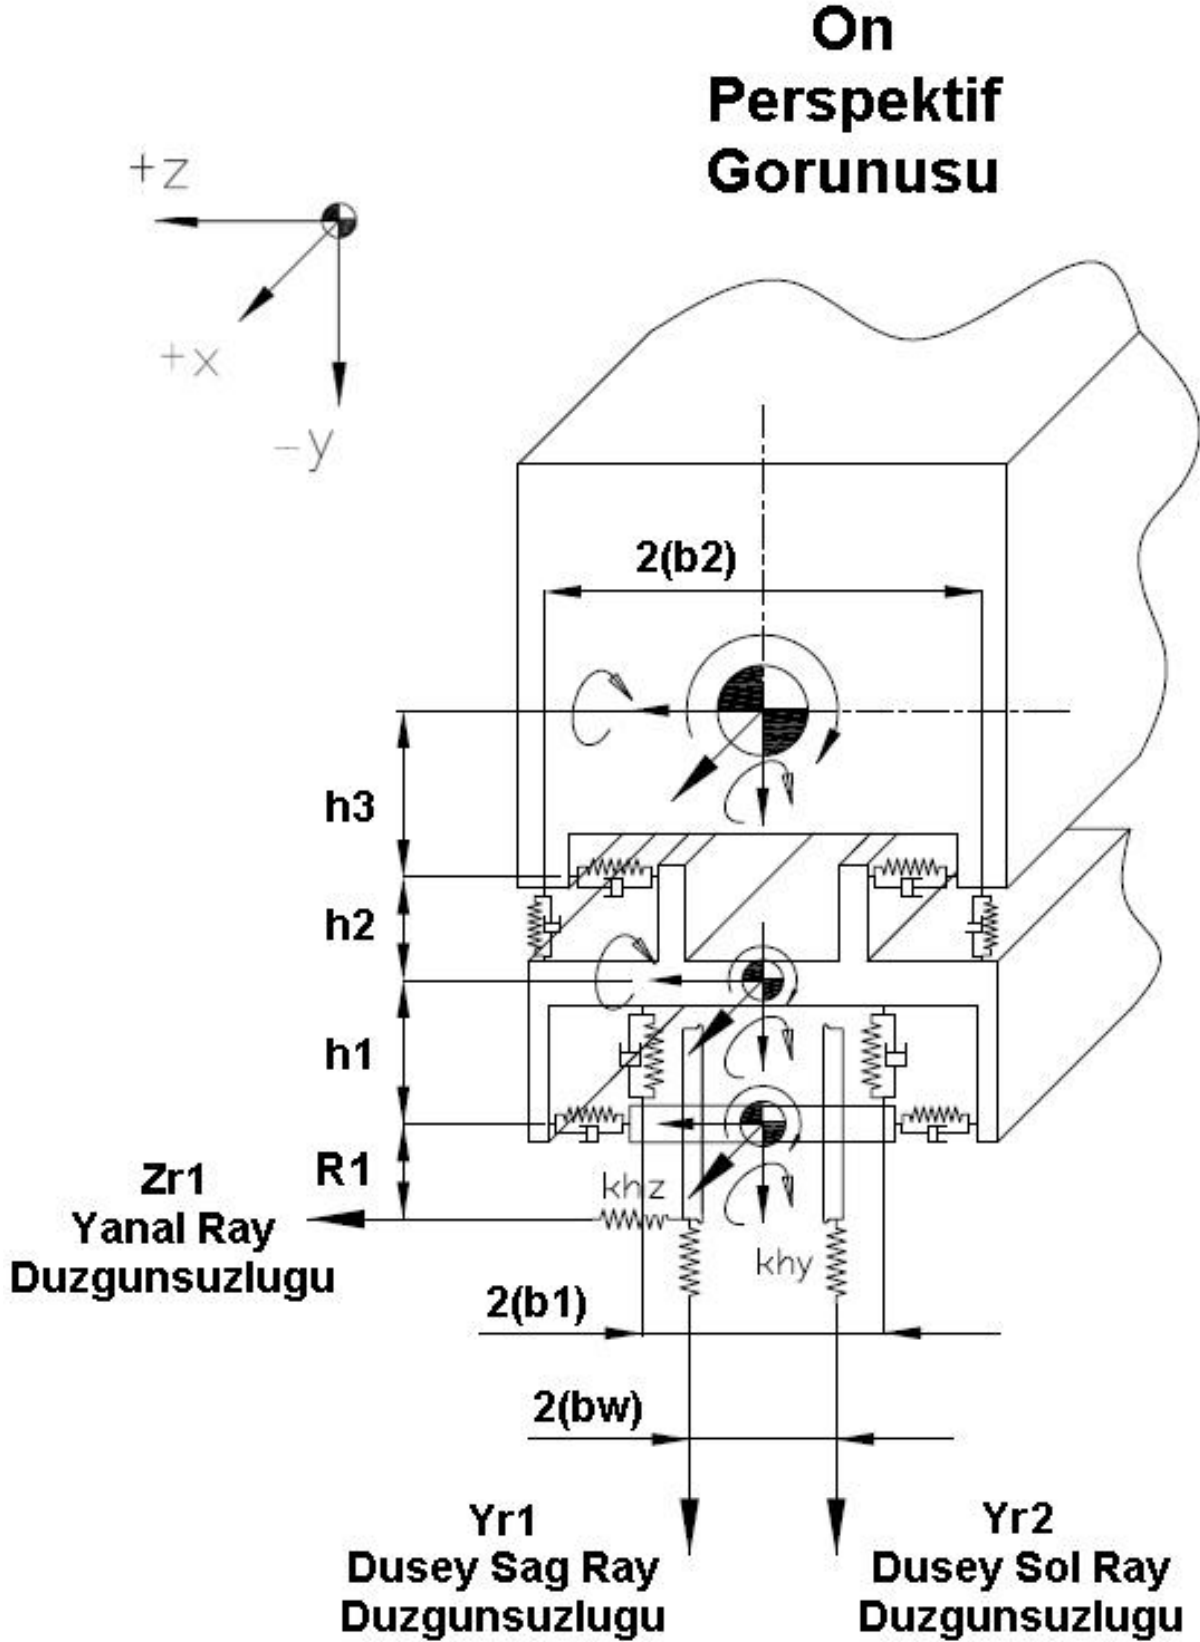 On
Perspektif
Gorunusu
+z
+x
-y
2(b2)
h3
h2
h1
R1
Zr1
Yanal Ray
Duzgunsuzlugu
khz
khy
2(b1)
2(bw)
Yr1
Dusey Sag Ray
Duzgunsuzlugu
Yr2
Dusey Sol Ray
Duzgunsuzlugu